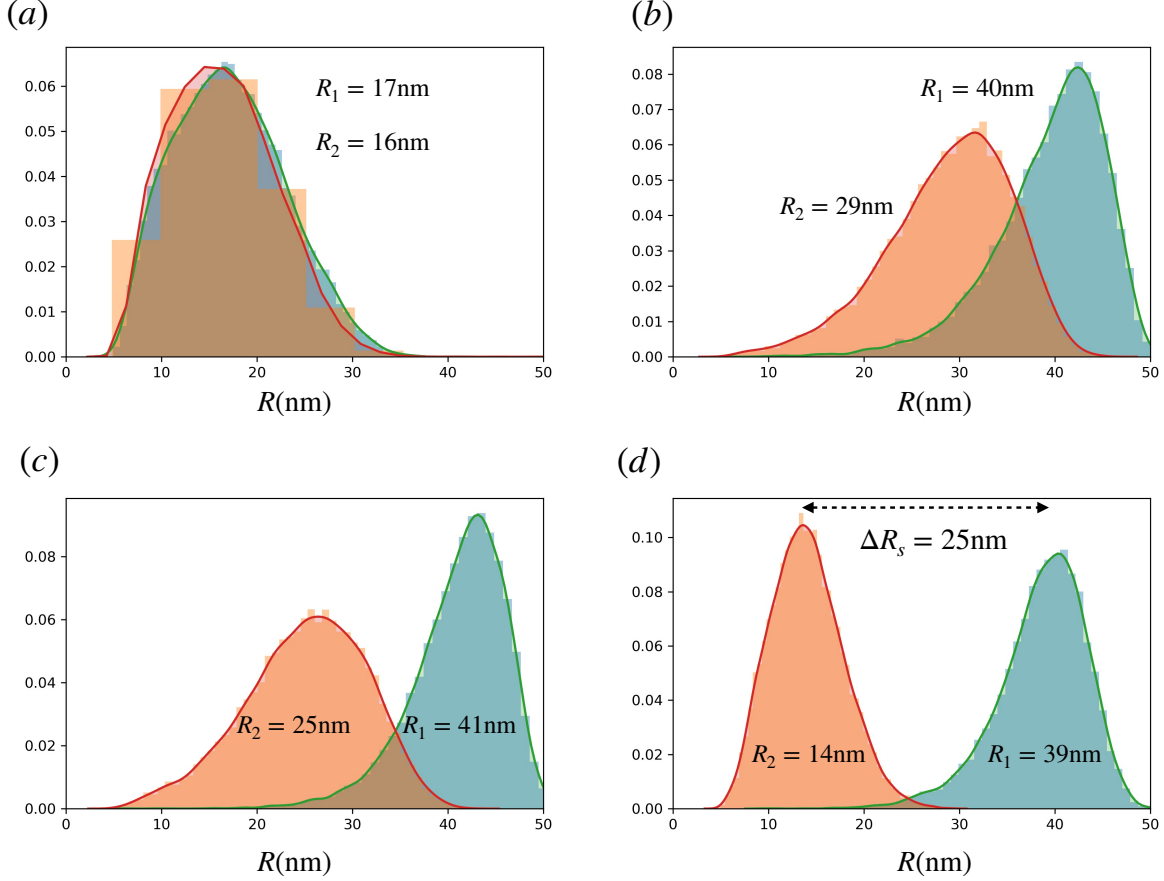 (a)
0.06
0.05
0.04
0.03
0.02
0.01
0.00
R₁ = 17nm
R₂ = 16nm
0 10 20 30 40 50
R(nm)
(b)
0.08
0.07
0.06
0.05
0.04
0.03
0.02
0.01
0.00
R₁ = 40nm
R₂ = 29nm
0 10 20 30 40 50
R(nm)
(c)
0.08
0.06
0.04
0.02
0.00
R₂ = 25nm
R₁ = 41nm
0 10 20 30 40 50
R(nm)
(d)
0.10
0.08
0.06
0.04
0.02
0.00
ΔRₛ = 25nm
R₂ = 14nm
R₁ = 39nm
0 10 20 30 40 50
R(nm)